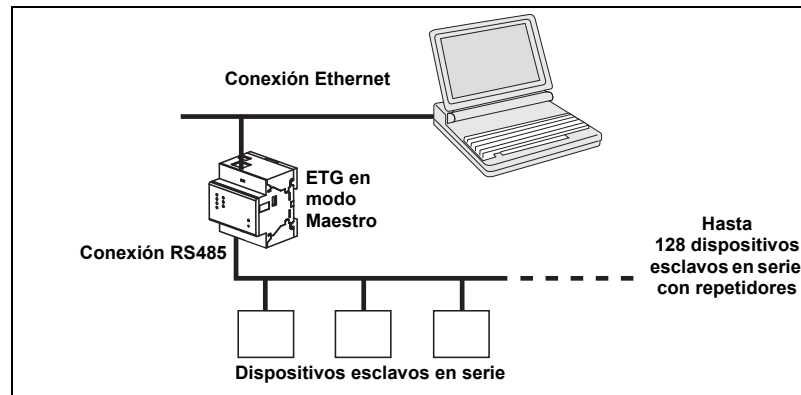 Conexión Ethernet
ETG en
modo
Maestro
Conexión RS485
Hasta
128 dispositivos
esclavos en serie
con repetidores
Dispositivos esclavos en serie